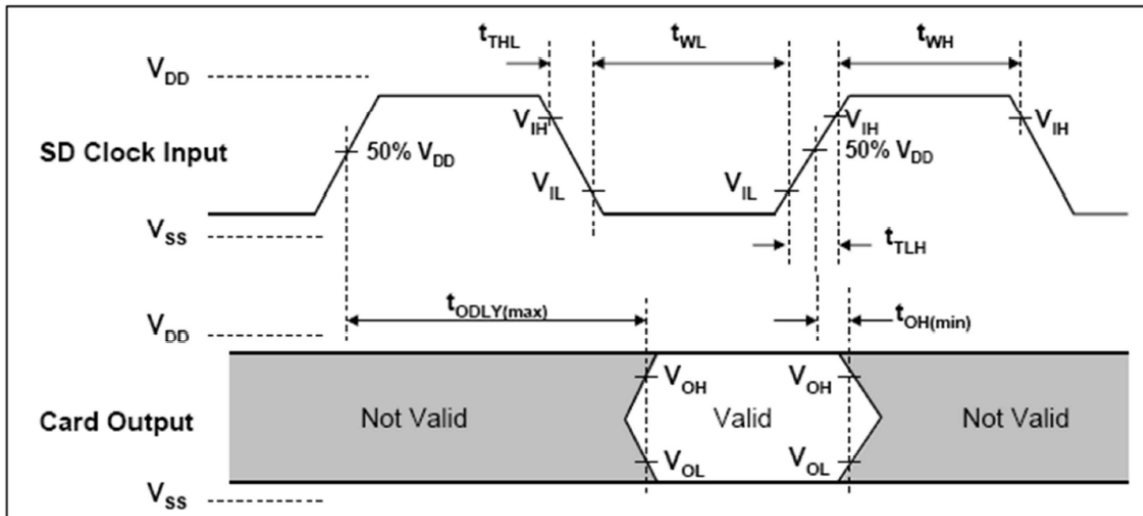 t_THL t_WL t_WH
V_DD
V_IH V_IH V_IH
SD Clock Input 50% V_DD 50% V_DD
V_IL V_IL
V_SS
t_TLH
t_ODLY(max) t_OH(min)
V_DD
V_OH V_OH
Card Output Not Valid Valid Not Valid
V_OL V_OL
V_SS